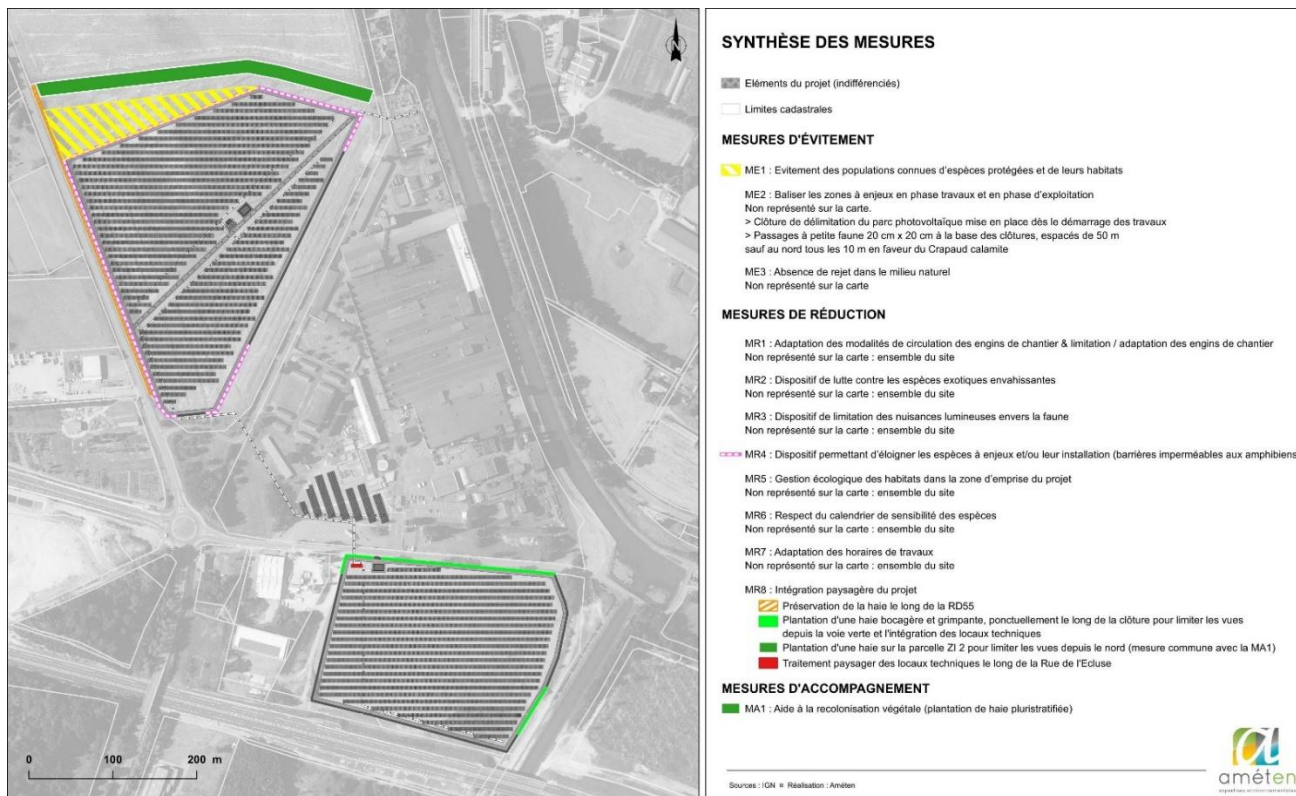 N
0 100 200 m
SYNTHÈSE DES MESURES
Eléments du projet (indifférenciés)
Limites cadastrales
MESURES D'ÉVITEMENT
ME1 : Evitement des populations connues d'espèces protégées et de leurs habitats
ME2 : Baliser les zones à enjeux en phase travaux et en phase d'exploitation
Non représenté sur la carte.
> Clôture de délimitation du parc photovoltaïque mise en place dès le démarrage des travaux
> Passages à petite faune 20 cm x 20 cm à la base des clôtures, espacés de 50 m
sauf au nord tous les 10 m en faveur du Crapaud calamite
ME3 : Absence de rejet dans le milieu naturel
Non représenté sur la carte
MESURES DE RÉDUCTION
MR1 : Adaptation des modalités de circulation des engins de chantier & limitation / adaptation des engins de chantier
Non représenté sur la carte : ensemble du site
MR2 : Dispositif de lutte contre les espèces exotiques envahissantes
Non représenté sur la carte : ensemble du site
MR3 : Dispositif de limitation des nuisances lumineuses envers la faune
Non représenté sur la carte : ensemble du site
MR4 : Dispositif permettant d'éloigner les espèces à enjeux et/ou leur installation (barrières imperméables aux amphibiens
MR5 : Gestion écologique des habitats dans la zone d'emprise du projet
Non représenté sur la carte : ensemble du site
MR6 : Respect du calendrier de sensibilité des espèces
Non représenté sur la carte : ensemble du site
MR7 : Adaptation des horaires de travaux
Non représenté sur la carte : ensemble du site
MR8 : Intégration paysagère du projet
Préservation de la haie le long de la RD55
Plantation d'une haie bocagère et grimpante, ponctuellement le long de la clôture pour limiter les vues
depuis la voie verte et l'intégration des locaux techniques
Plantation d'une haie sur la parcelle ZI 2 pour limiter les vues depuis le nord (mesure commune avec la MA1)
Traitement paysager des locaux techniques le long de la Rue de l'Ecluse
MESURES D'ACCOMPAGNEMENT
MA1 : Aide à la recolonisation végétale (plantation de haie pluristratifiée)
Sources : IGN Réalisation : Améten
améten
expertises environnementales